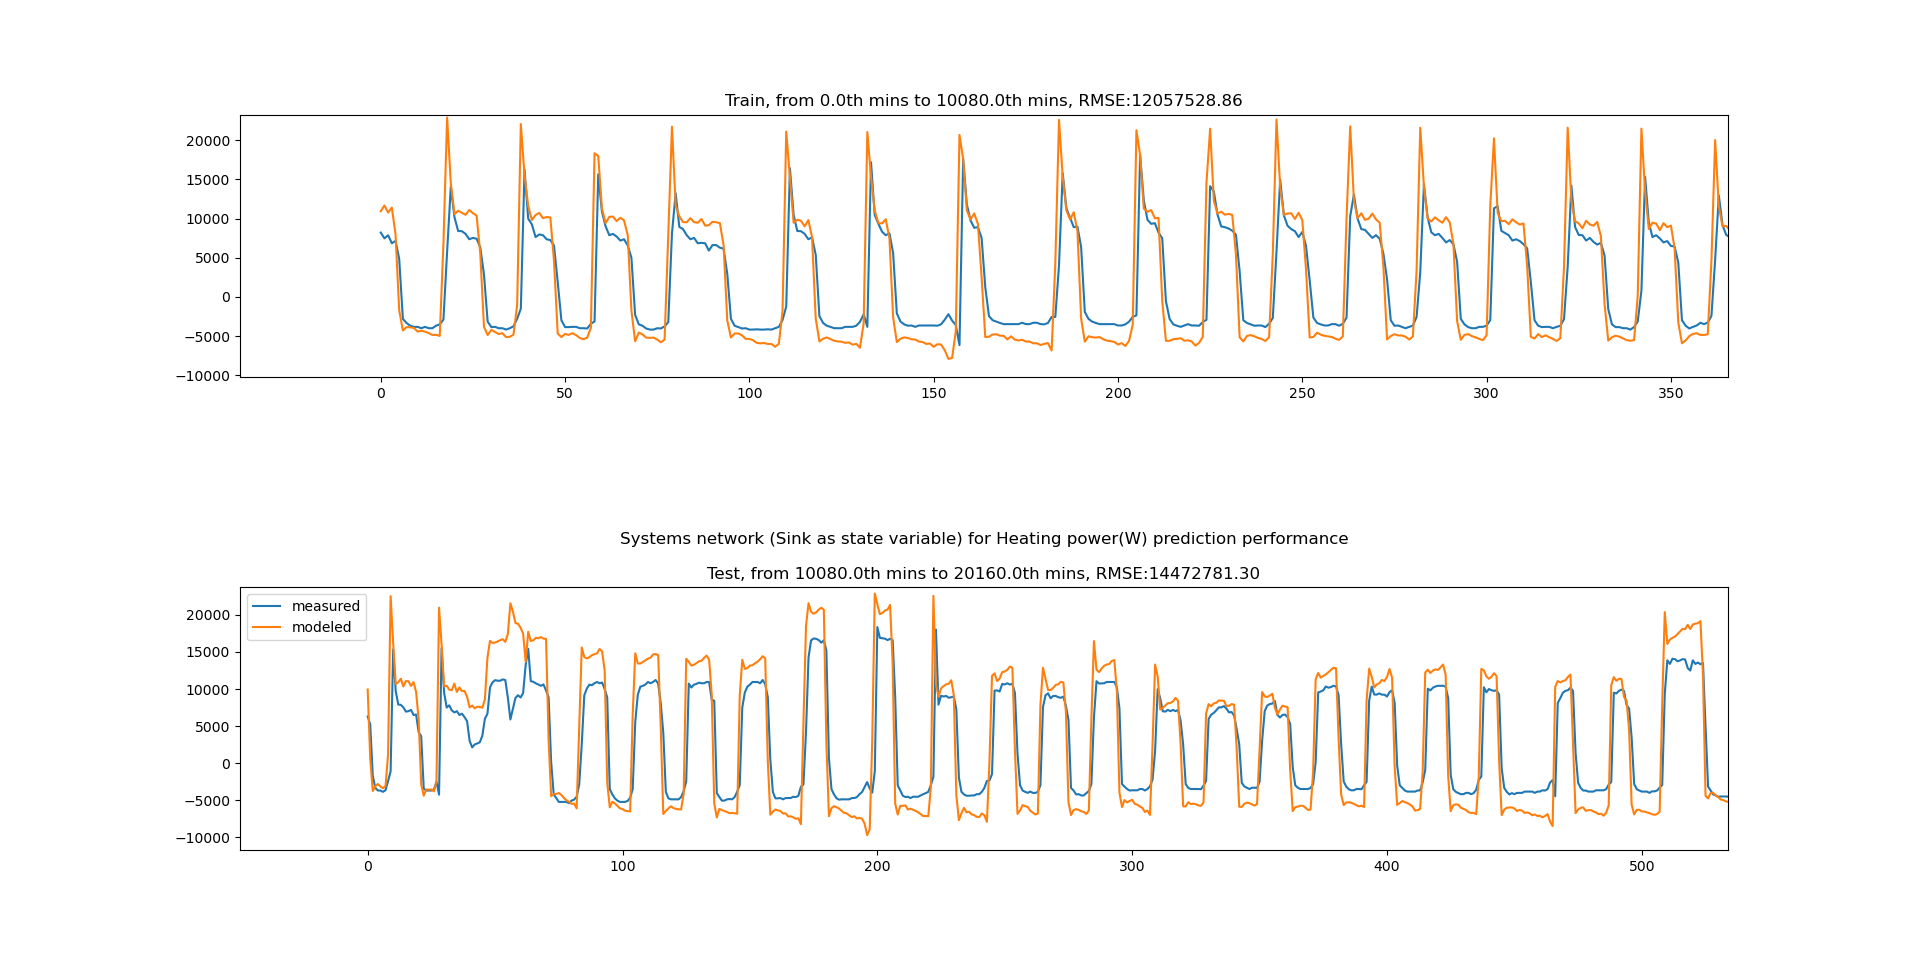 Train, from 0.0th mins to 10080.0th mins, RMSE:12057528.86
20000
15000
10000
5000
0
−5000
−10000
0 50 100 150 200 250 300 350
Systems network (Sink as state variable) for Heating power(W) prediction performance
Test, from 10080.0th mins to 20160.0th mins, RMSE:14472781.30
measured
modeled
20000
15000
10000
5000
0
−5000
−10000
0 100 200 300 400 500